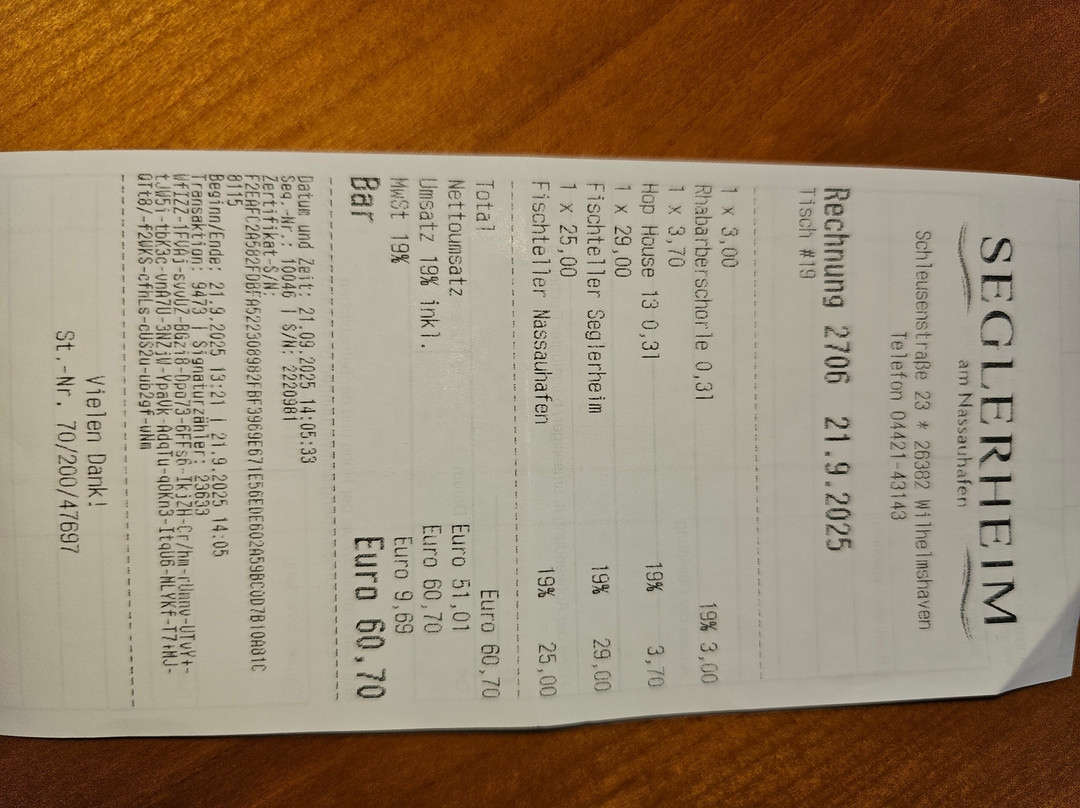 SEGLERHEIM
am Nassauhafen
Schleusenstraße 23 * 26382 Wilhelmshaven
Telefon 04421-43143
Rechnung 2706 21.9.2025
Tisch #19
1 x 3,00
Rhabarberschorle 0,3l 19% 3,00
1 x 3,70
Hop House 13 0,3l 19% 3,70
1 x 29,00
Fischteller Seglerheim 19% 29,00
1 x 25,00
Fischteller Nassauhafen 19% 25,00
Total Euro 60,70
Nettoumsatz Euro 51,01
Umsatz 19% inkl. Euro 60,70
MwSt 19% Euro 9,69
Bar Euro 60,70
Datum und Zeit: 21.09.2025 14:05:33
Seq.-Nr.: 10046 | S/N: 2220981
Zertifikat-S/N:
8115
Beginn/Ende: 21.9.2025 13:21 | 21.9.2025 14:05
Transaktion: 9473 | Signaturzähler: 23633
Vielen Dank!
St.-Nr. 70/200/47697